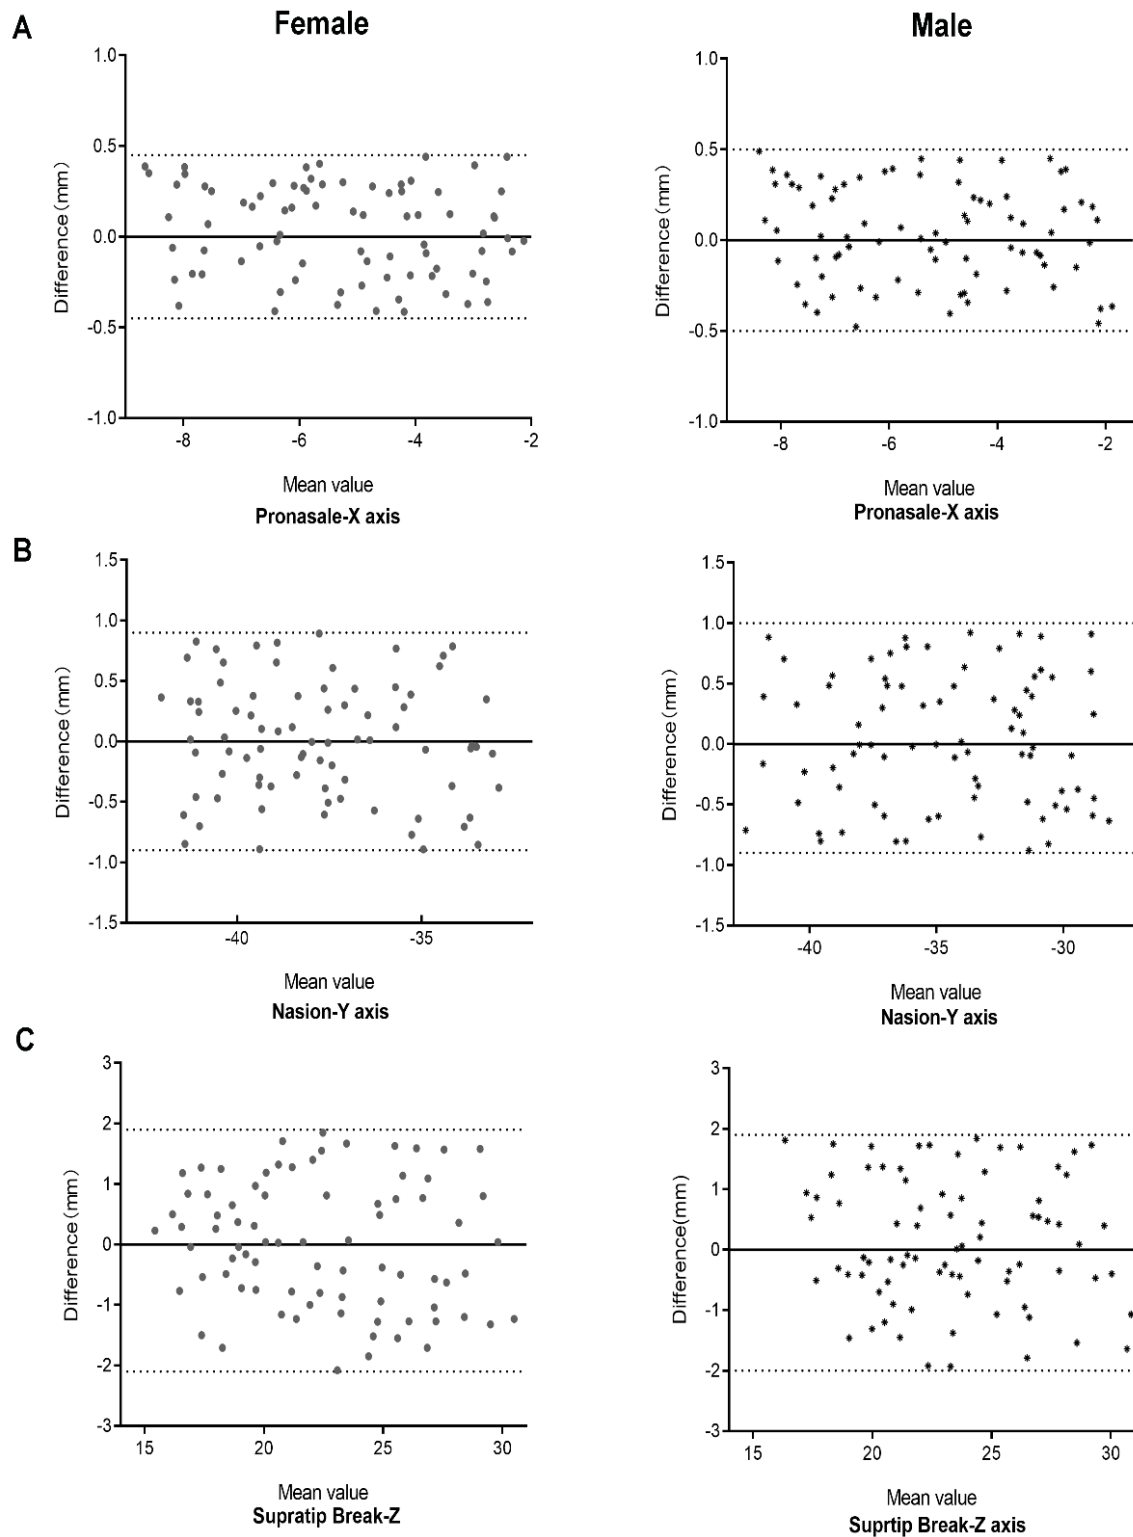 A
Female
Male
1.0
0.5
0.0
-0.5
-1.0
Difference (mm)
-8
-6
-4
-2
Mean value
Pronasale-X axis
1.0
0.5
0.0
-0.5
-1.0
Difference (mm)
-8
-6
-4
-2
Mean value
Pronasale-X axis
B
1.5
1.0
0.5
0.0
-0.5
-1.0
-1.5
Difference (mm)
-40
-35
Mean value
Nasion-Y axis
1.5
1.0
0.5
0.0
-0.5
-1.0
-1.5
Difference (mm)
-40
-35
-30
Mean value
Nasion-Y axis
C
3
2
1
0
-1
-2
-3
Difference (mm)
15
20
25
30
Mean value
Supratip Break-Z
3
2
1
0
-1
-2
-3
Difference(mm)
15
20
25
30
Mean value
Suprtip Break-Z axis